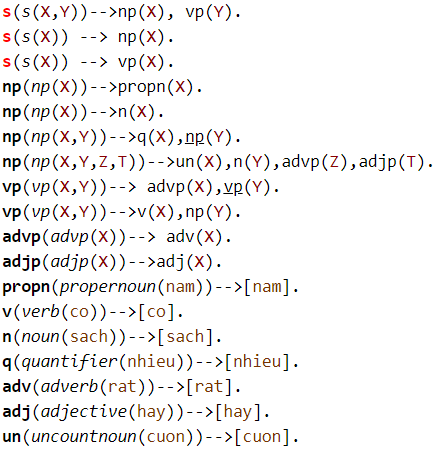 s(s(X,Y))-->np(X), vp(Y).
s(s(X)) --> np(X).
s(s(X)) --> vp(X).
np(np(X))-->propn(X).
np(np(X))-->n(X).
np(np(X,Y))-->q(X),np(Y).
np(np(X,Y,Z,T))-->un(X),n(Y),advp(Z),adjp(T).
vp(vp(X,Y))--> advp(X),vp(Y).
vp(vp(X,Y))-->v(X),np(Y).
advp(advp(X))--> adv(X).
adjp(adjp(X))-->adj(X).
propn(propernoun(nam))-->[nam].
v(verb(co))-->[co].
n(noun(sach))-->[sach].
q(quantifier(nhieu))-->[nhieu].
adv(adverb(rat))-->[rat].
adj(adjective(hay))-->[hay].
un(uncountnoun(cuon))-->[cuon].